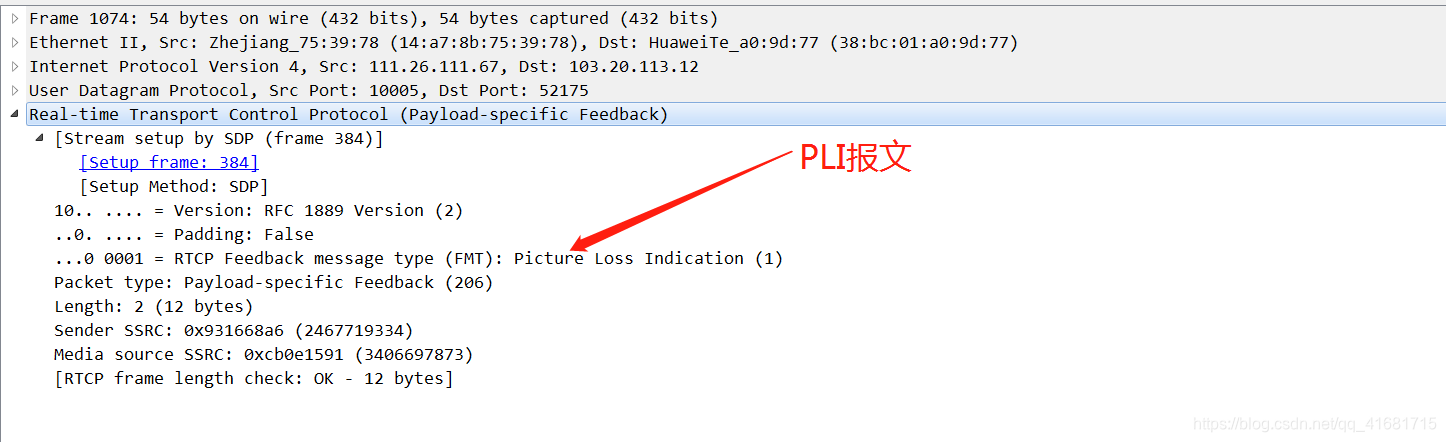 Frame 1074: 54 bytes on wire (432 bits), 54 bytes captured (432 bits)
Ethernet II, Src: Zhejiang_75:39:78 (14:a7:8b:75:39:78), Dst: HuaweiTe_a0:9d:77 (38:bc:01:a0:9d:77)
Internet Protocol Version 4, Src: 111.26.111.67, Dst: 103.20.113.12
User Datagram Protocol, Src Port: 10005, Dst Port: 52175
Real-time Transport Control Protocol (Payload-specific Feedback)
[Stream setup by SDP (frame 384)]
[Setup frame: 384]
PLI报文
[Setup Method: SDP]
10.. .... = Version: RFC 1889 Version (2)
..0. .... = Padding: False
...0 0001 = RTCP Feedback message type (FMT): Picture Loss Indication (1)
Packet type: Payload-specific Feedback (206)
Length: 2 (12 bytes)
Sender SSRC: 0x931668a6 (2467719334)
Media source SSRC: 0xcb0e1591 (3406697873)
[RTCP frame length check: OK - 12 bytes]
https://blog.csdn.net/qq_41681715